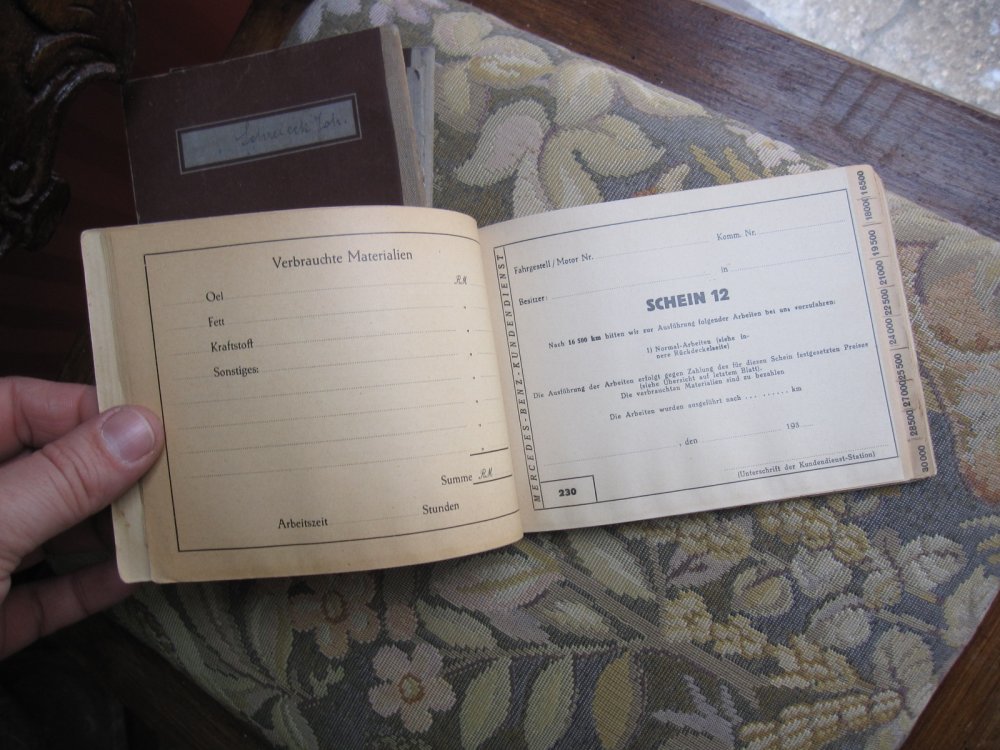 Schreieck Joh.
Verbrauchte Materialien
RM
Oel
Fett
Kraftstoff
Sonstiges:
Summe RM
Arbeitszeit Stunden
MERCEDES-BENZ-KUNDENDIENST
Fahrgestell / Motor Nr. Komm. Nr.
Besitzer: in
SCHEIN 12
Nach 16 500 km bitten wir zur Ausführung folgender Arbeiten bei uns vorzufahren:
1) Normal-Arbeiten (siehe in-
nere Rückdeckelseite)
Die Ausführung der Arbeiten erfolgt gegen Zahlung des für diesen Schein festgesetzten Preises
(siehe Übersicht auf letztem Blatt).
Die verbrauchten Materialien sind zu bezahlen
Die Arbeiten wurden ausgeführt nach ... ...... km
, den 193
(Unterschrift der Kundendienst-Station)
230
16500
18000
19500
21000
22500
24000
25500
27000
28500
30000